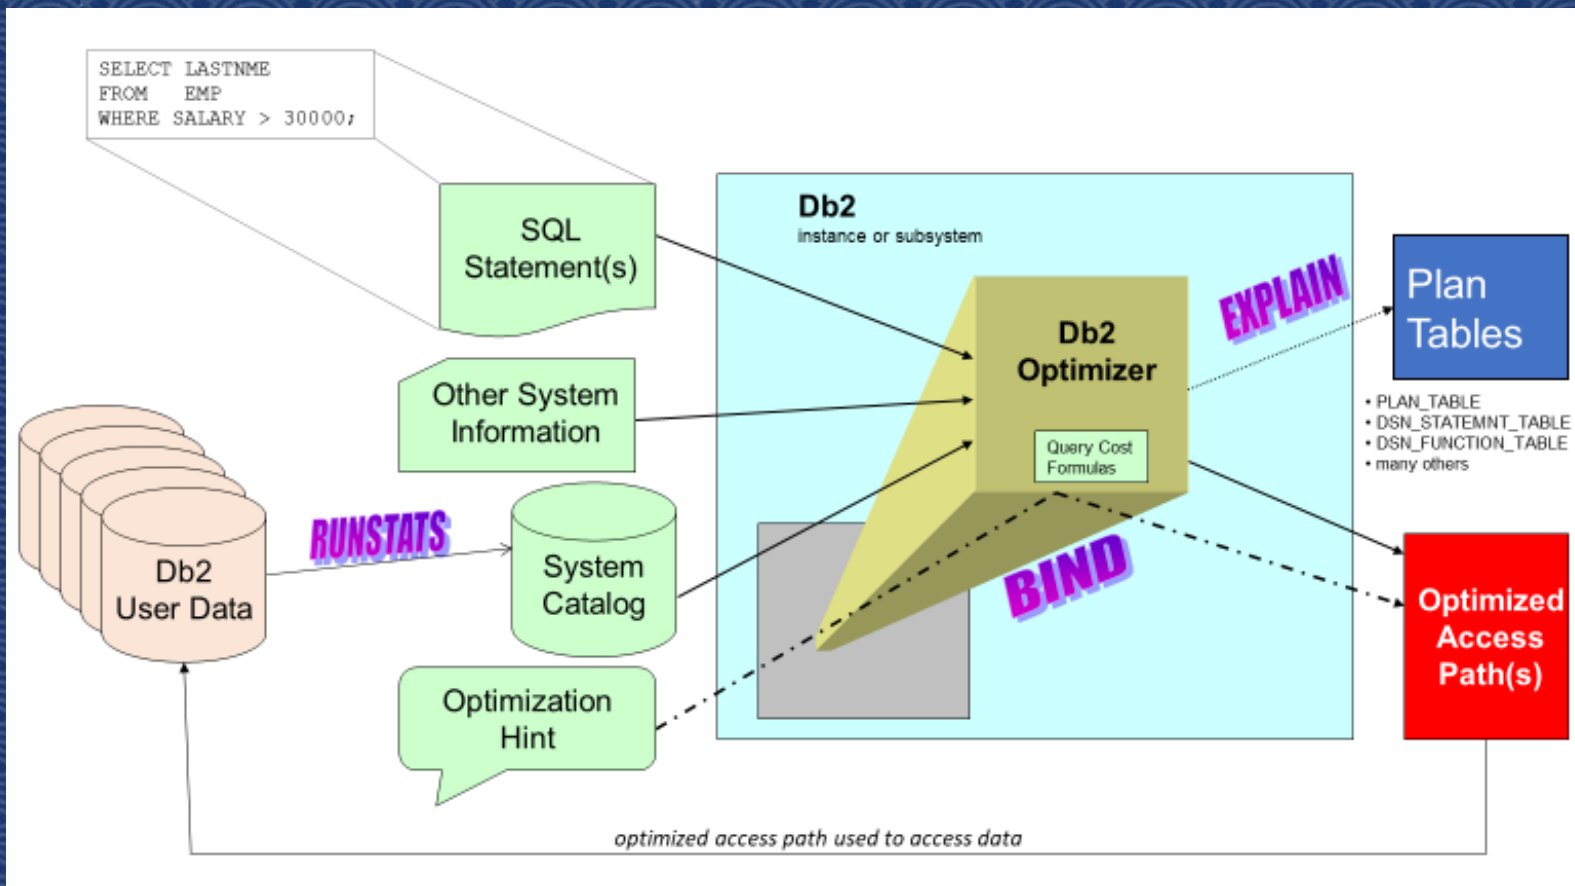 SELECT LASTNME
FROM   EMP
WHERE SALARY > 30000;
SQL
Statement(s)
Db2
instance or subsystem
EXPLAIN
Plan
Tables
Db2
Optimizer
Other System
Information
• PLAN_TABLE
• DSN_STATEMNT_TABLE
• DSN_FUNCTION_TABLE
• many others
Query Cost
Formulas
RUNSTATS
Db2
User Data
System
Catalog
BIND
Optimized
Access
Path(s)
Optimization
Hint
optimized access path used to access data